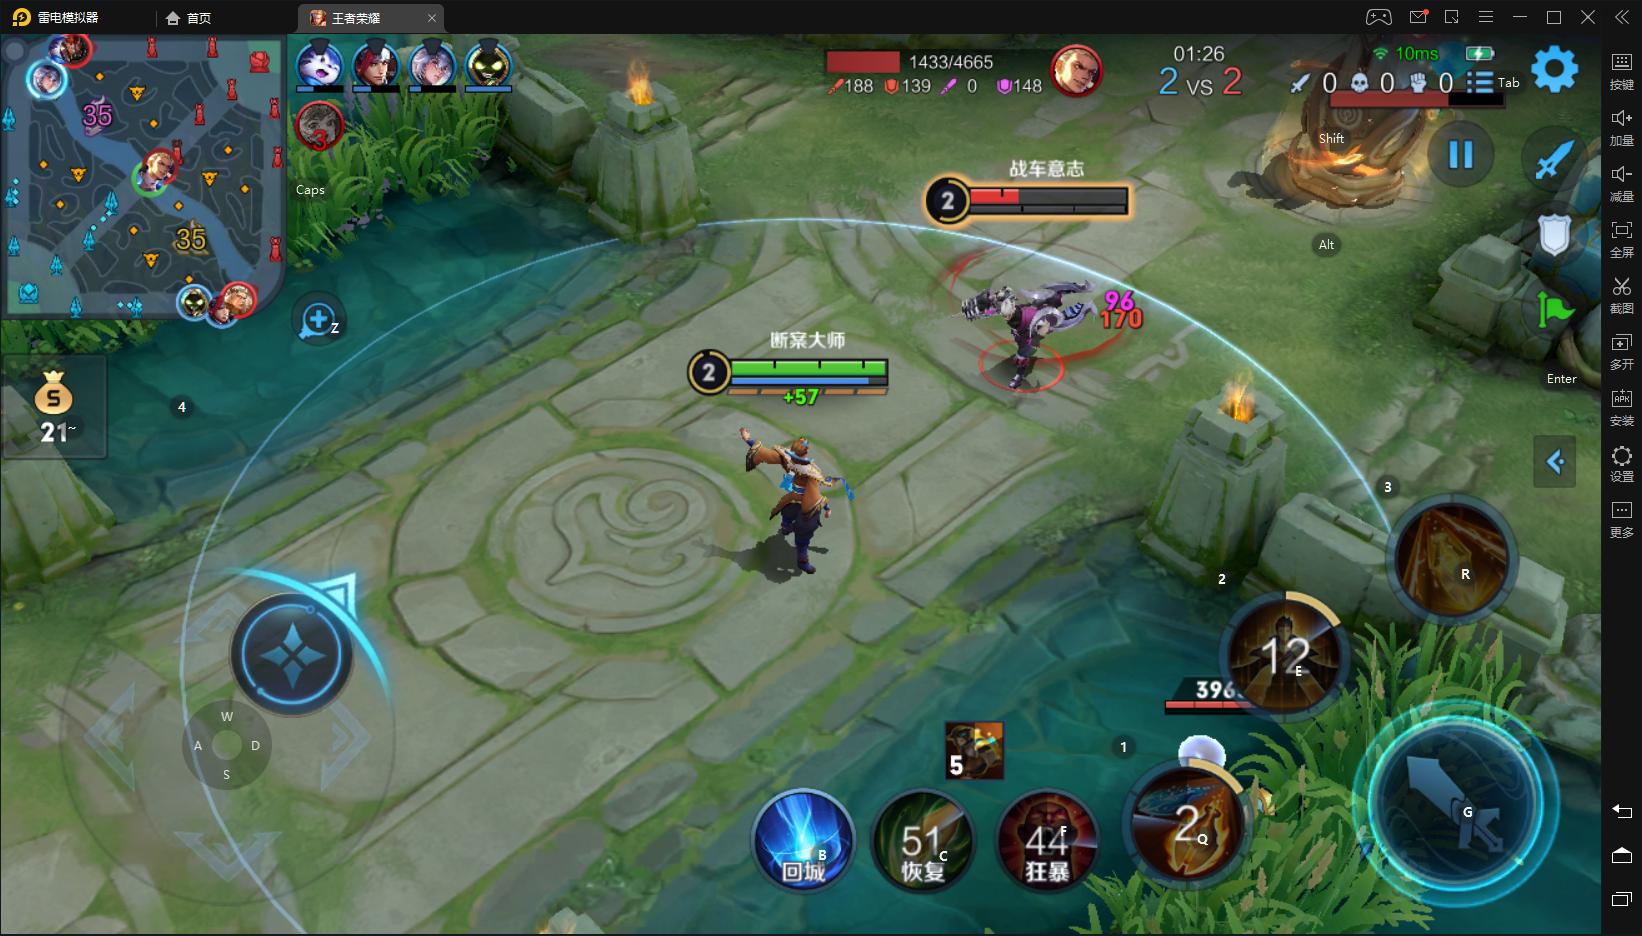 雷电模拟器
首页
王者荣耀
1433/4665
188 139 0 148
01:26
2 VS 2
10ms
0 0 0
Tab
按键
加量
减量
全屏
截图
多开
安装
设置
更多
35
35
3
Caps
Shift
Alt
Enter
Z
战车意志
2
96
170
断案大师
2
+57
21~
4
3
2
1
R
12
E
396
5
W
A
D
S
回城
B
51
恢复
C
44
狂暴
F
2
Q
G